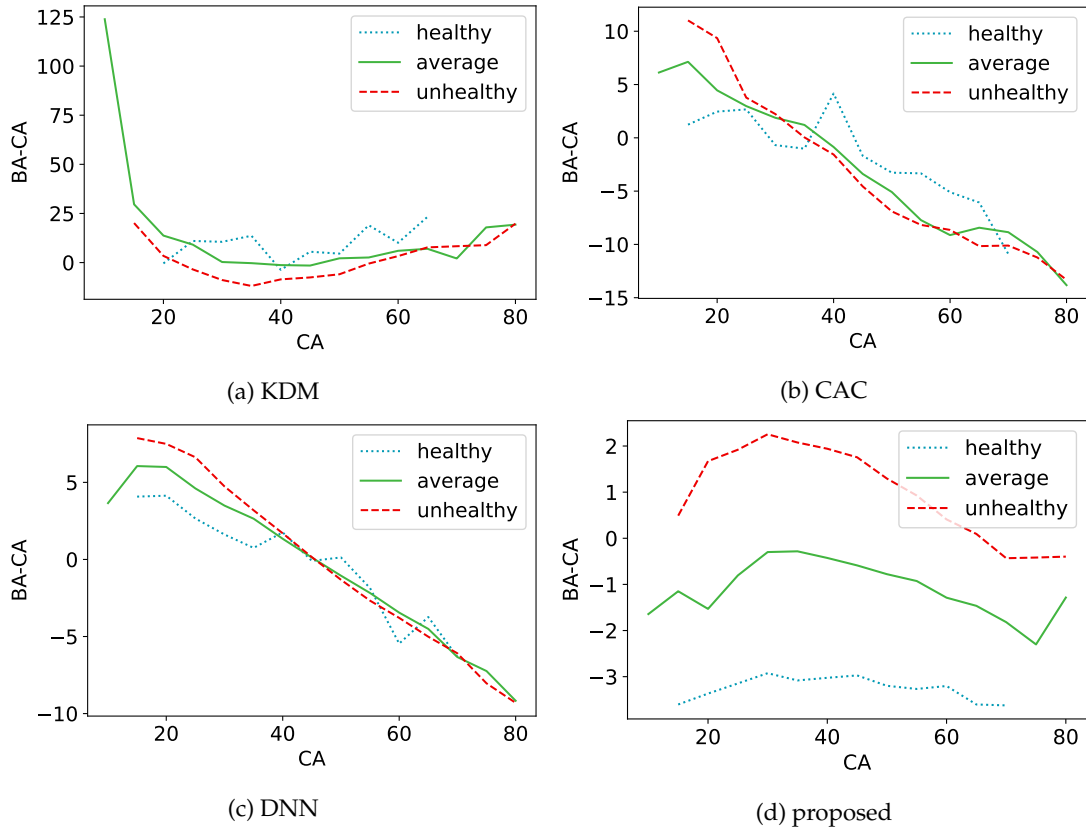 125
100
75
50
25
0
BA-CA
20
40
60
80
CA
healthy
average
unhealthy
(a) KDM
10
5
0
−5
−10
−15
BA-CA
20
40
60
80
CA
healthy
average
unhealthy
(b) CAC
5
0
−5
−10
BA-CA
20
40
60
80
CA
healthy
average
unhealthy
(c) DNN
2
1
0
−1
−2
−3
BA-CA
20
40
60
80
CA
healthy
average
unhealthy
(d) proposed